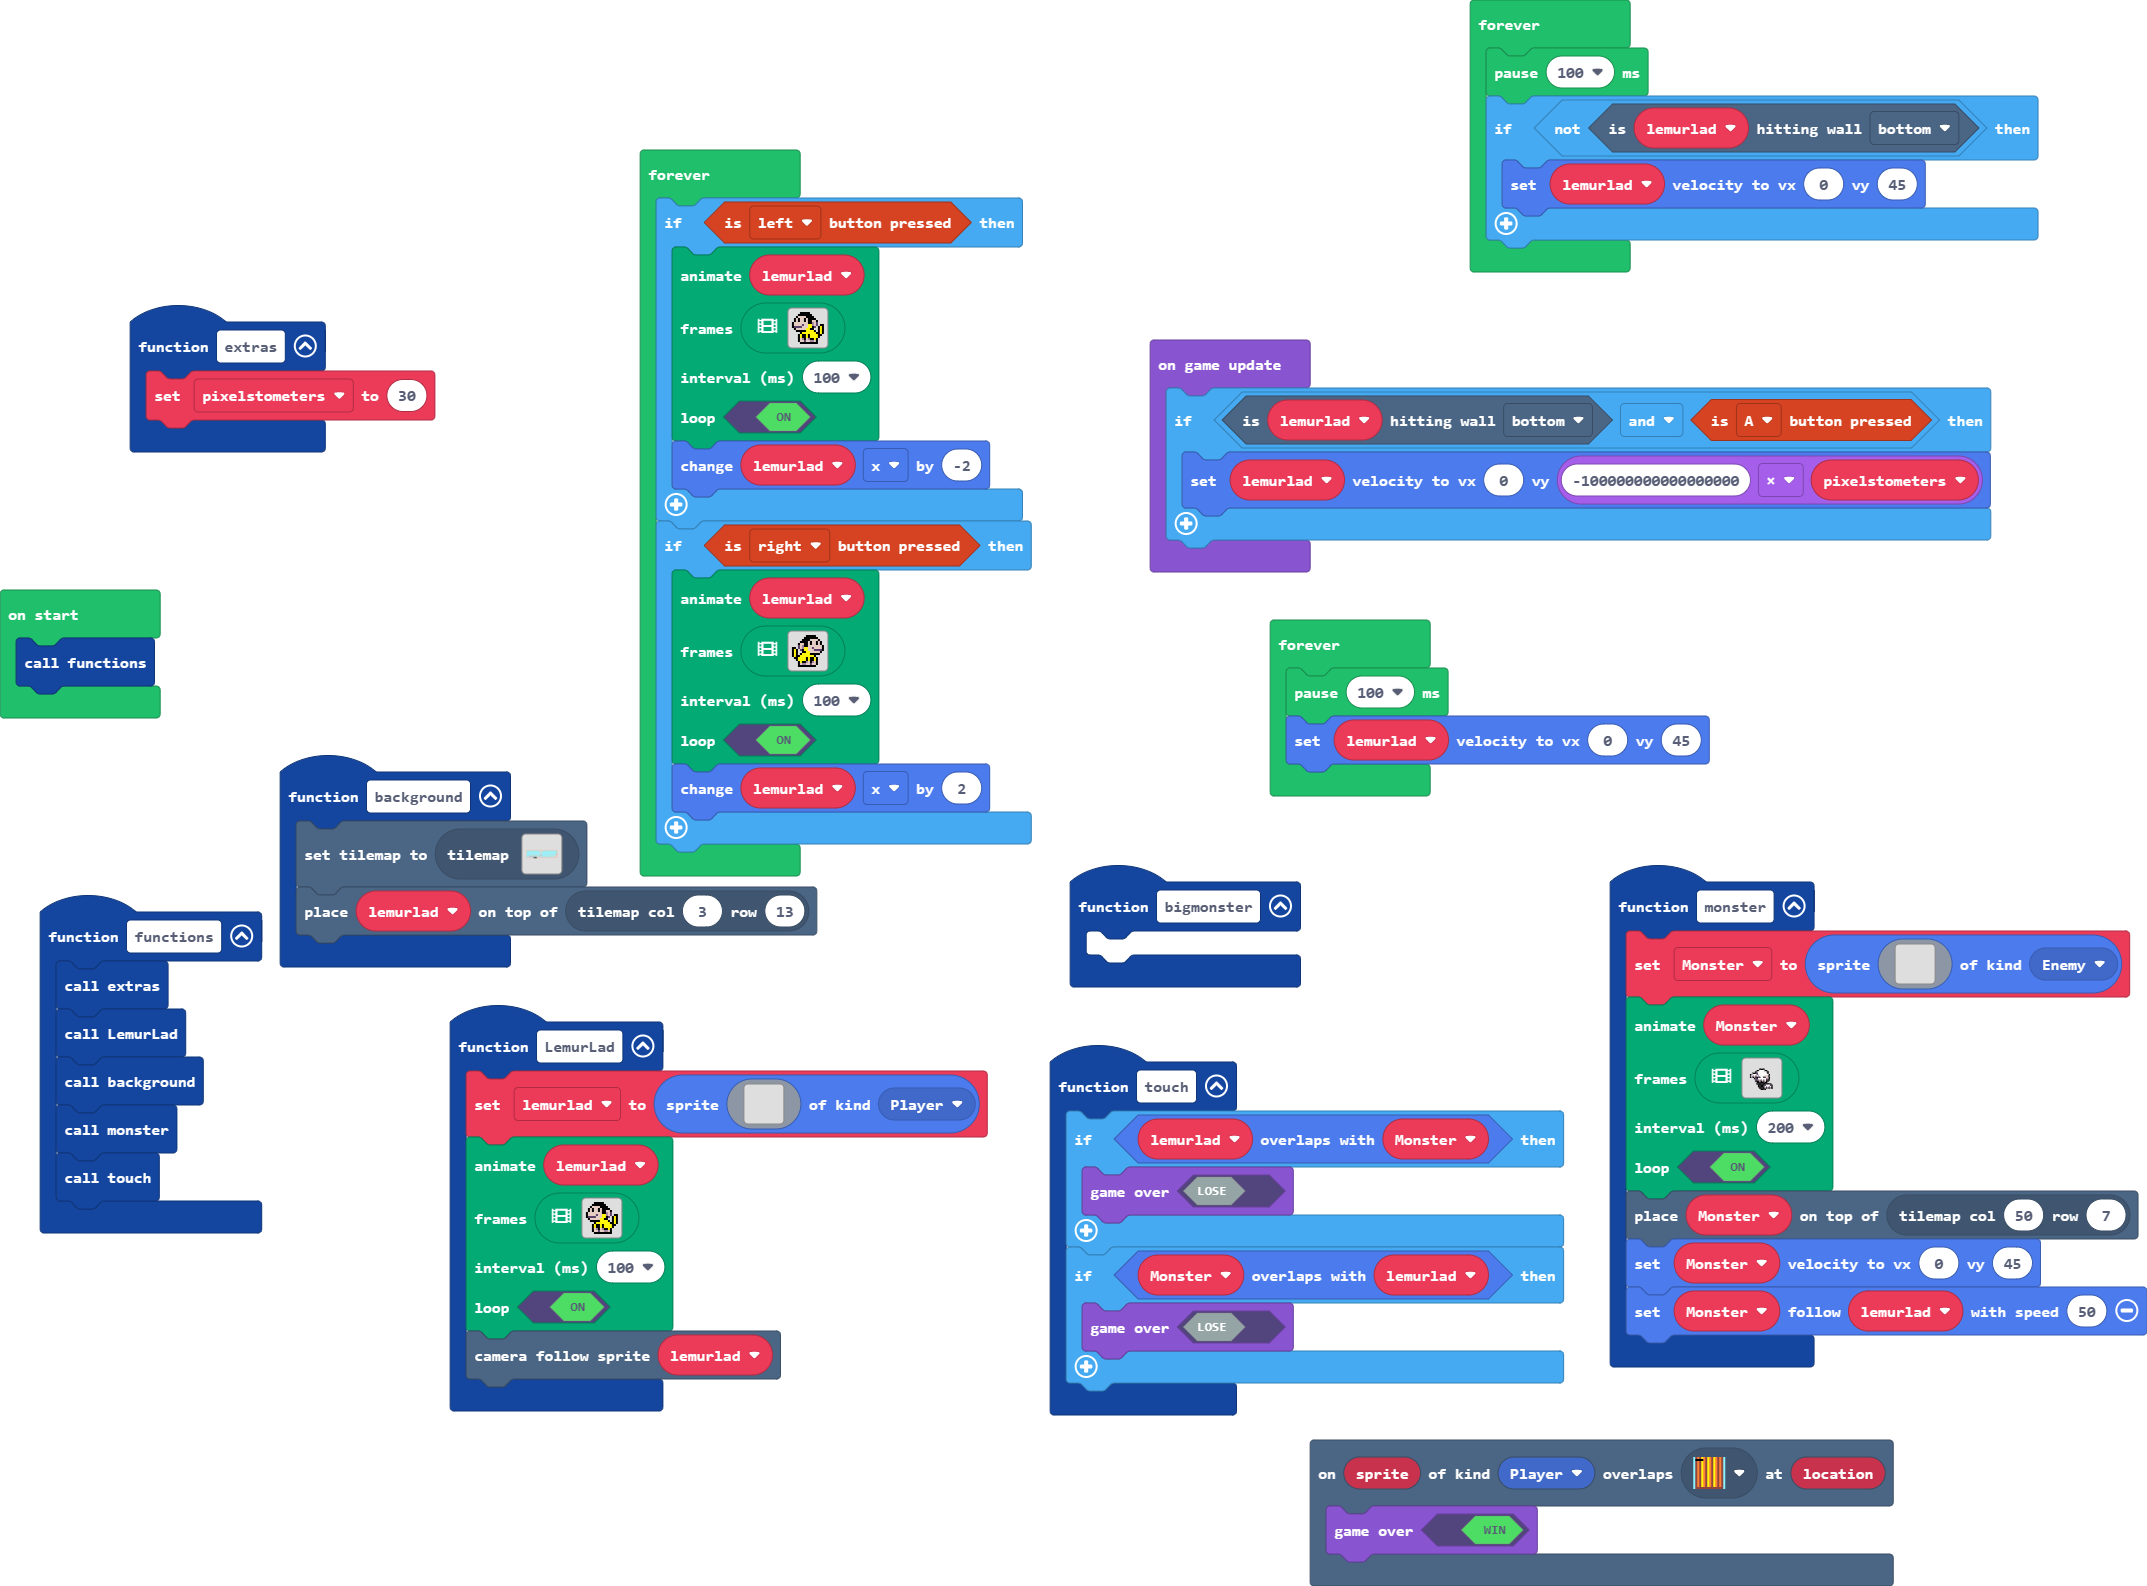 forever
pause 100 ms
if not is lemurlad hitting wall bottom then
set lemurlad velocity to vx 0 vy 45
forever
if is left button pressed then
animate lemurlad
frames
interval (ms) 100
loop ON
change lemurlad x by -2
if is right button pressed then
animate lemurlad
frames
interval (ms) 100
loop ON
change lemurlad x by 2
function extras
set pixelstometers to 30
on game update
if is lemurlad hitting wall bottom and is A button pressed then
set lemurlad velocity to vx 0 vy -100000000000000000 × pixelstometers
on start
call functions
forever
pause 100 ms
set lemurlad velocity to vx 0 vy 45
function background
set tilemap to tilemap
place lemurlad on top of tilemap col 3 row 13
function functions
call extras
call LemurLad
call background
call monster
call touch
function LemurLad
set lemurlad to sprite of kind Player
animate lemurlad
frames
interval (ms) 100
loop ON
camera follow sprite lemurlad
function bigmonster
function touch
if lemurlad overlaps with Monster then
game over LOSE
if Monster overlaps with lemurlad then
game over LOSE
function monster
set Monster to sprite of kind Enemy
animate Monster
frames
interval (ms) 200
loop ON
place Monster on top of tilemap col 50 row 7
set Monster velocity to vx 0 vy 45
set Monster follow lemurlad with speed 50
on sprite of kind Player overlaps at location
game over WIN